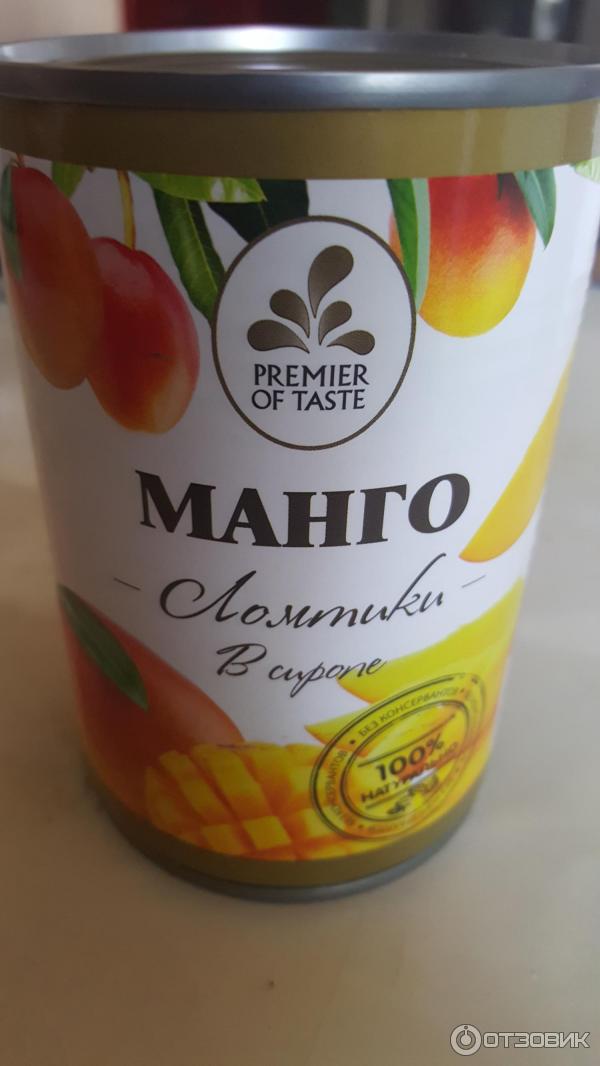 PREMIER
OF TASTE
МАНГО
Ломтики
В сиропе
БЕЗ КОНСЕРВАНТОВ
100%
НАТУРАЛЬНО
ОТЗОВИК